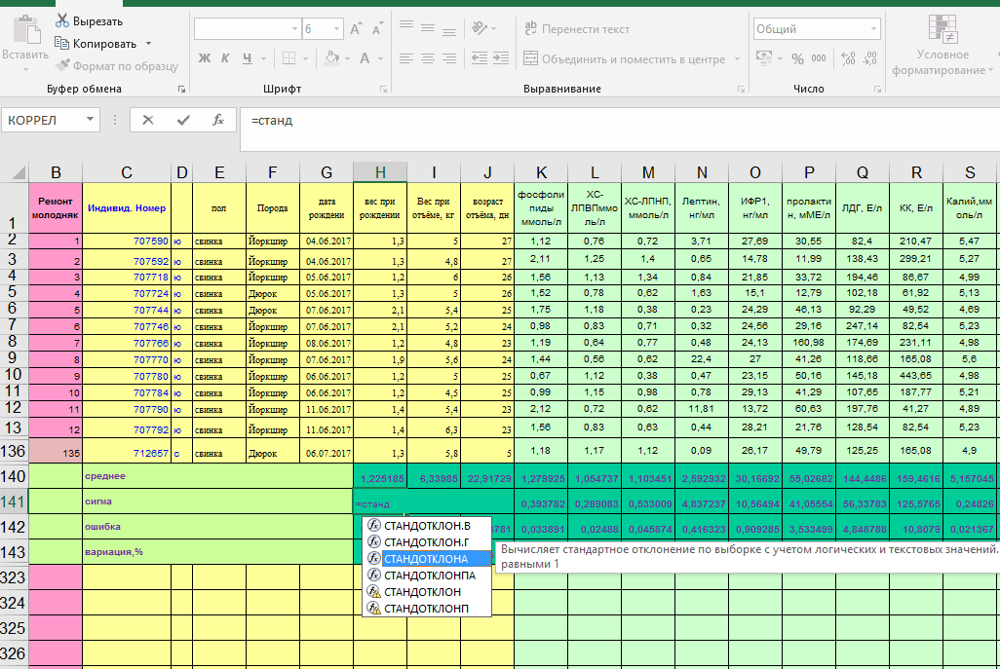 Вырезать
Копировать
Вставить
Формат по образцу
Буфер обмена
6
Ж К Ч
Шрифт
Перенести текст
Объединить и поместить в центре
Выравнивание
Общий
% 000
Число
Условное
форматирование
КОРРЕЛ =станд
B C D E F G H I J K L M N O P Q R S
1 Ремонт молодняк Индивид. Номер пол Порода дата рождени вес при рождении Вес при отъёме, кг возраст отъёма, дн фосфоли пиды ммоль/л ХС-ЛПВПммо ль/л ХС-ЛПНП, ммоль/л Лептин, нг/мл ИФР1, нг/мл пролакти н, мМЕ/л ЛДГ, Е/л КК, Е/л Калий,мм оль/л
2 1 707590 ю свинка Йоркшир 04.06.2017 1,3 5 27 1,12 0,76 0,72 3,71 27,69 30,55 82,4 210,47 5,47
3 2 707592 ю свинка Йоркшир 04.06.2017 1,3 4,8 27 2,11 1,25 1,4 0,65 14,78 11,99 138,43 299,21 5,27
4 3 707718 ю свинка Йоркшир 05.06.2017 1,2 6 26 1,56 1,13 1,34 0,84 21,85 33,72 194,46 86,67 4,99
5 4 707724 ю свинка Дюрок 05.06.2017 1,3 5 26 1,52 0,78 0,62 1,63 15,1 12,79 102,18 61,92 5,13
6 5 707744 ю свинка Дюрок 07.06.2017 2,1 5,4 25 1,75 1,18 0,38 0,23 24,29 46,13 92,29 49,52 4,69
7 6 707746 ю свинка Йоркшир 07.06.2017 2,1 5,2 24 0,98 0,83 0,71 0,32 24,56 29,16 247,14 82,54 5,23
8 7 707766 ю свинка Йоркшир 08.06.2017 1,2 4,8 23 1,19 0,64 0,77 0,48 24,13 160,98 174,69 231,11 4,98
9 8 707770 ю свинка Йоркшир 07.06.2017 1,9 5,6 24 1,44 0,56 0,62 22,4 27 41,26 118,66 165,08 5,6
10 9 707780 ю свинка Йоркшир 06.06.2017 1,2 5 25 0,67 1,12 0,38 0,47 23,15 50,16 145,18 443,65 4,98
11 10 707784 ю свинка Йоркшир 06.06.2017 1,2 4,5 25 0,99 1,15 0,98 0,78 29,13 41,29 107,65 187,77 5,21
12 11 707790 ю свинка Йоркшир 11.06.2017 1,4 5,4 23 2,12 0,72 0,62 11,81 13,72 60,63 197,76 41,27 4,89
13 12 707792 ю свинка Йоркшир 11.06.2017 1,4 6,3 23 1,56 0,83 0,63 0,44 28,21 21,76 128,54 82,54 5,23
136 135 712657 с свинка Дюрок 06.07.2017 1,3 5,8 5 1,18 1,17 1,12 0,09 26,17 49,79 125,25 165,08 4,9
140 среднее 1,225185 6,33985 22,91729 1,279925 1,054737 1,103451 2,592932 30,16692 55,02682 144,4486 159,4616 5,157045
141 сигма =станд 0,393782 0,289083 0,533009 4,837237 10,56494 41,05554 56,33783 125,5765 0,24826
142 ошибка 0,033891 0,02488 0,045874 0,416323 0,909285 3,533499 4,848788 10,8079 0,021367
143 вариация,%
СТАНДОТКЛОН.В
СТАНДОТКЛОН.Г
СТАНДОТКЛОНА
СТАНДОТКЛОНПА
СТАНДОТКЛОН
СТАНДОТКЛОНП
Вычисляет стандартное отклонение по выборке с учетом логических и текстовых значений.
равными 1
323
324
325
326